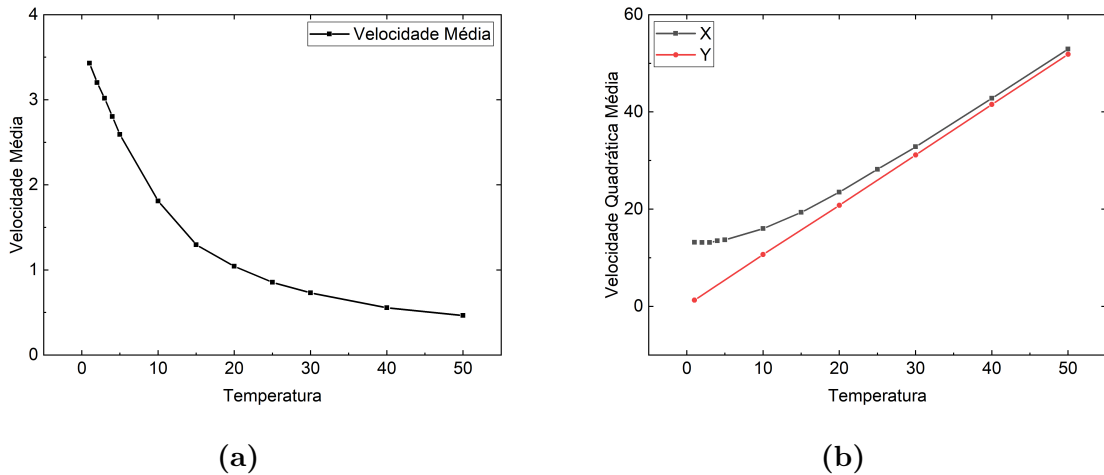 4
3
2
1
0
Velocidade Média
Velocidade Média
0 10 20 30 40 50
Temperatura
(a)
60
40
20
0
Velocidade Quadrática Média
X
Y
0 10 20 30 40 50
Temperatura
(b)